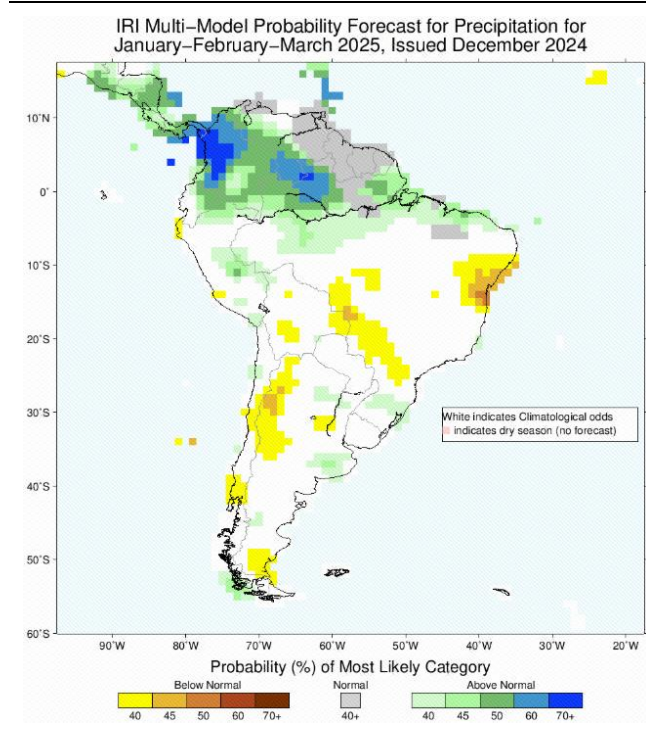 IRI Multi−Model Probability Forecast for Precipitation for
January−February−March 2025, Issued December 2024
10˚N
0˚
10˚S
20˚S
30˚S
White indicates Climatological odds
indicates dry season (no forecast)
40˚S
50˚S
60˚S
90˚W 80˚W 70˚W 60˚W 50˚W 40˚W 30˚W 20˚W
Probability (%) of Most Likely Category
Below Normal Normal Above Normal
40 45 50 60 70+ 40+ 40 45 50 60 70+